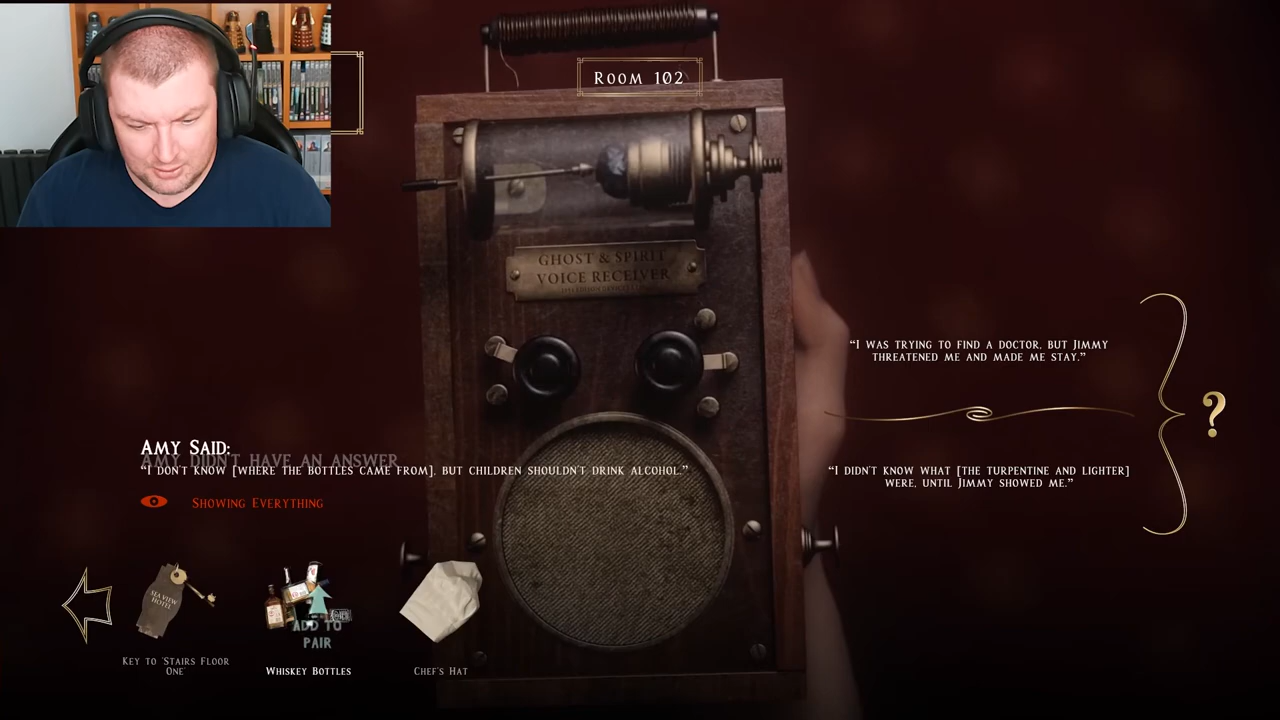 Room 102
GHOST & SPIRIT
VOICE RECEIVER
"I was trying to find a doctor, but Jimmy
threatened me and made me stay."
Amy Said:
Amy didn't have an answer
"I don't know [where the bottles came from], but children shouldn't drink alcohol."
Showing Everything
"I didn't know what [the turpentine and lighter]
were, until Jimmy showed me."
?
SEA VIEW
HOTEL
ADD TO
PAIR
Key to 'Stairs Floor
One'
Whiskey Bottles
Chef's Hat